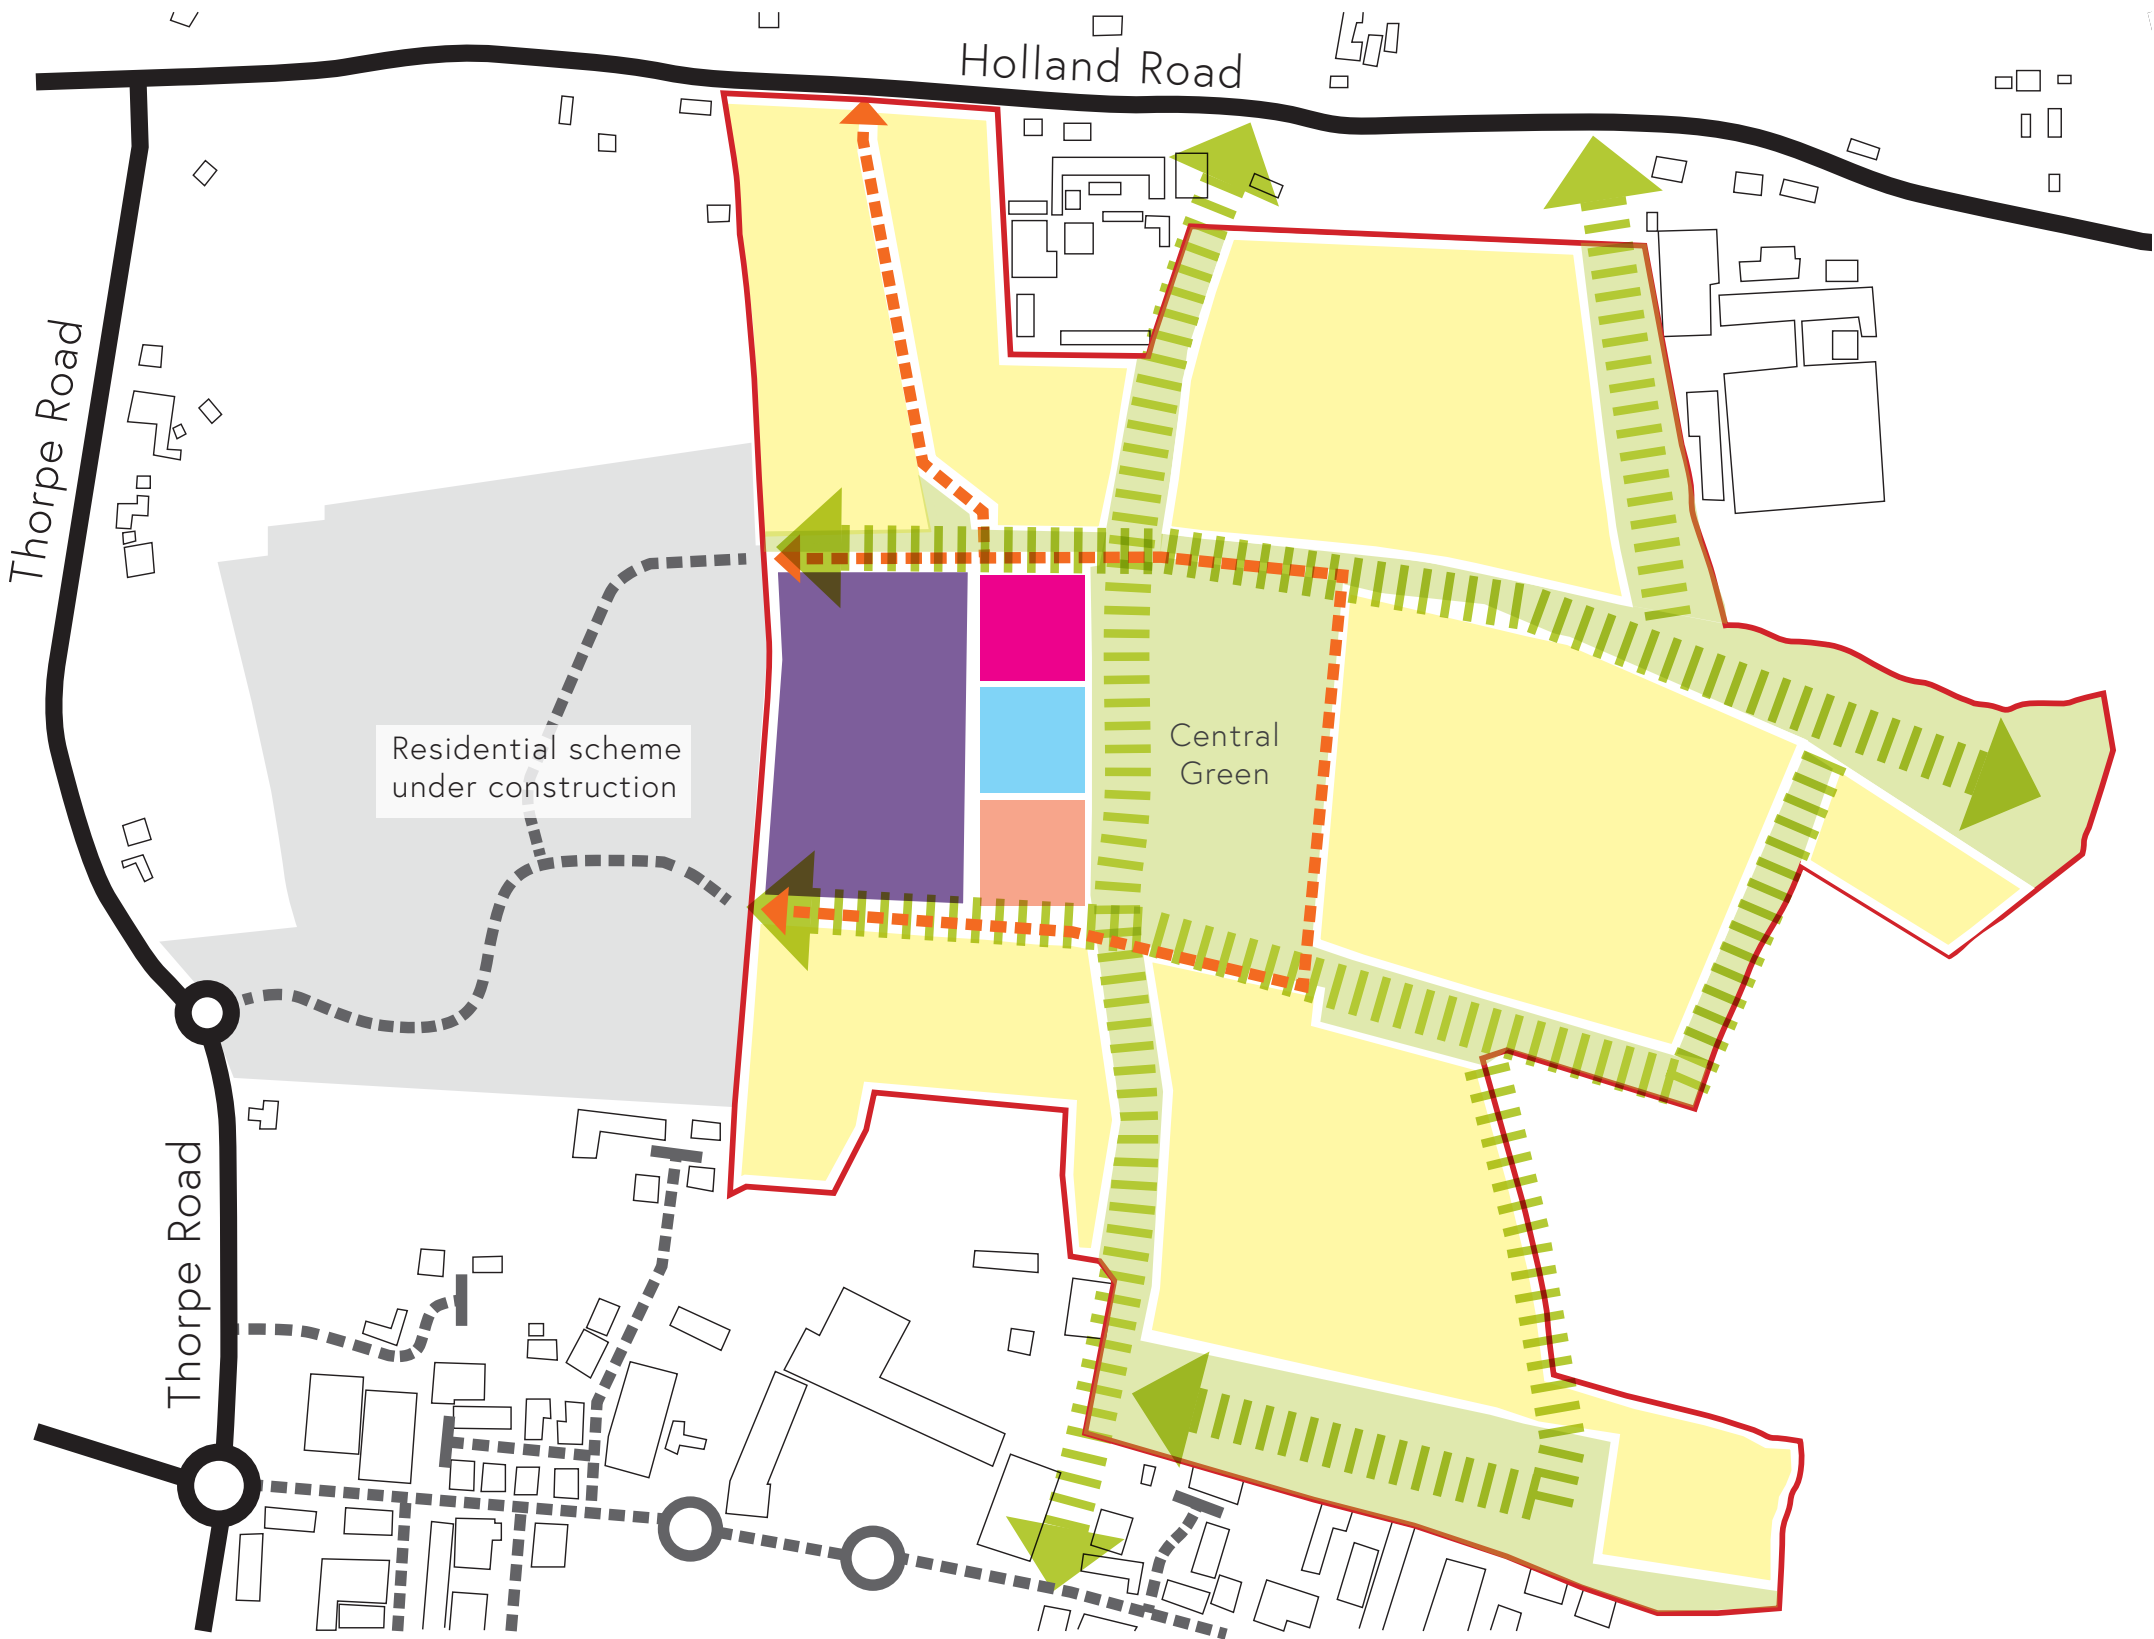 Holland Road
Thorpe Road
Residential scheme
under construction
Central
Green
Thorpe Road